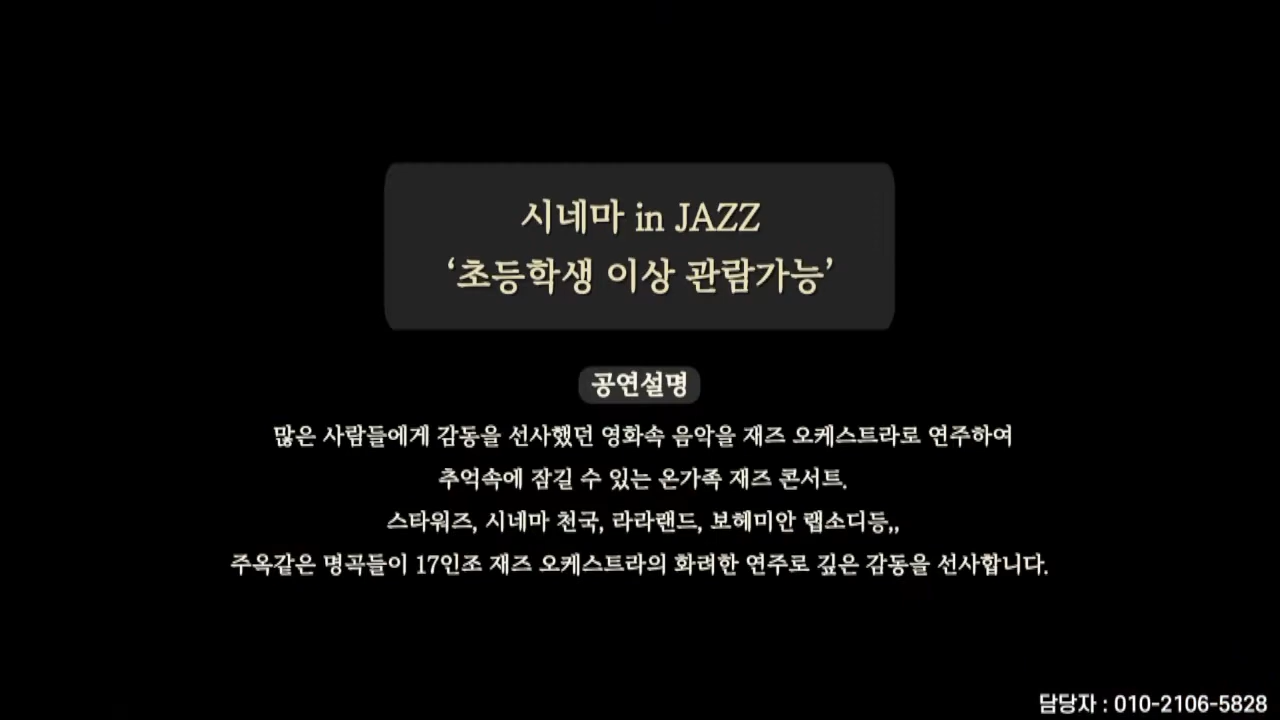 시네마 in JAZZ
‘초등학생 이상 관람가능’
공연설명
많은 사람들에게 감동을 선사했던 영화속 음악을 재즈 오케스트라로 연주하여
추억속에 잠길 수 있는 온가족 재즈 콘서트.
스타워즈, 시네마 천국, 라라랜드, 보헤미안 랩소디등,,
주옥같은 명곡들이 17인조 재즈 오케스트라의 화려한 연주로 깊은 감동을 선사합니다.
담당자 : 010-2106-5828